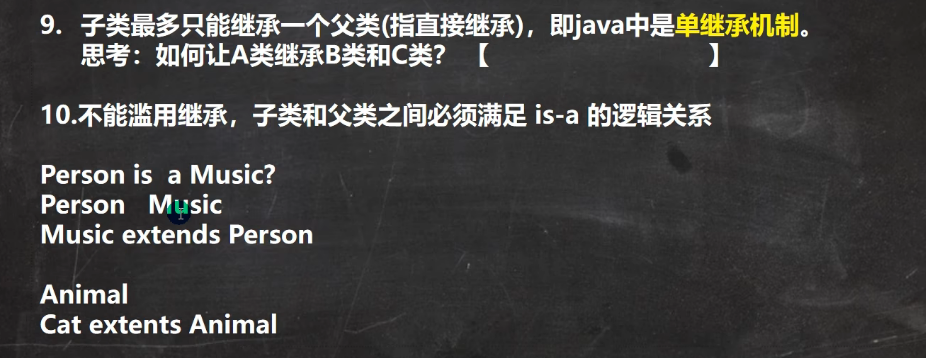 9. 子类最多只能继承一个父类(指直接继承)，即java中是单继承机制。
思考：如何让A类继承B类和C类？ 【 】
10.不能滥用继承，子类和父类之间必须满足 is-a 的逻辑关系
Person is a Music?
Person Music
Music extends Person
Animal
Cat extents Animal